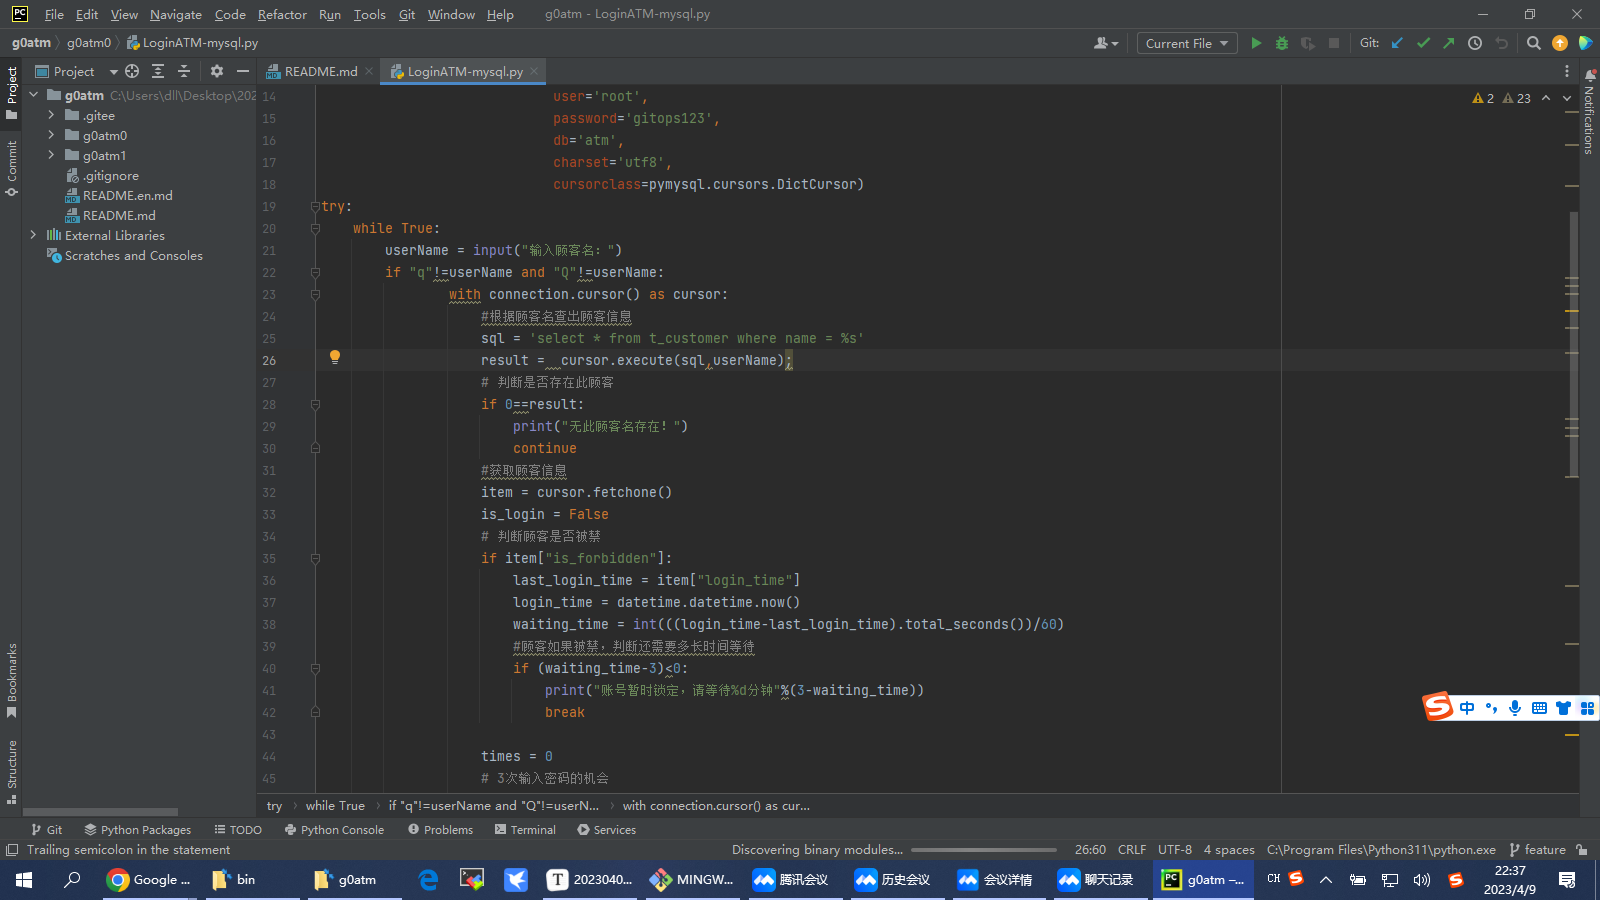 File Edit View Navigate Code Refactor Run Tools Git Window Help g0atm - LoginATM-mysql.py
g0atm g0atm0 LoginATM-mysql.py Current File Git:
Project README.md LoginATM-mysql.py
Project
Commit
Bookmarks
Structure
Notifications
g0atm C:\Users\dll\Desktop\202
.gitee
g0atm0
g0atm1
.gitignore
README.en.md
README.md
External Libraries
Scratches and Consoles
2 23
14 user='root',
15 password='gitops123',
16 db='atm',
17 charset='utf8',
18 cursorclass=pymysql.cursors.DictCursor)
19 try:
20 while True:
21 userName = input("输入顾客名：")
22 if "q"!=userName and "Q"!=userName:
23 with connection.cursor() as cursor:
24 #根据顾客名查出顾客信息
25 sql = 'select * from t_customer where name = %s'
26 result =  cursor.execute(sql,userName);
27 # 判断是否存在此顾客
28 if 0==result:
29 print("无此顾客名存在！")
30 continue
31 #获取顾客信息
32 item = cursor.fetchone()
33 is_login = False
34 # 判断顾客是否被禁
35 if item["is_forbidden"]:
36 last_login_time = item["login_time"]
37 login_time = datetime.datetime.now()
38 waiting_time = int(((login_time-last_login_time).total_seconds())/60)
39 #顾客如果被禁，判断还需要多长时间等待
40 if (waiting_time-3)<0:
41 print("账号暂时锁定，请等待%d分钟"%(3-waiting_time))
42 break
43
44 times = 0
45 # 3次输入密码的机会
try while True if "q"!=userName and "Q"!=userN... with connection.cursor() as cur...
中
Git Python Packages TODO Python Console Problems Terminal Services
Trailing semicolon in the statement Discovering binary modules... 26:60 CRLF UTF-8 4 spaces C:\Program Files\Python311\python.exe feature
Google ... bin g0atm 2023040... MINGW... 腾讯会议 历史会议 会议详情 聊天记录 g0atm –... CH 22:37
2023/4/9